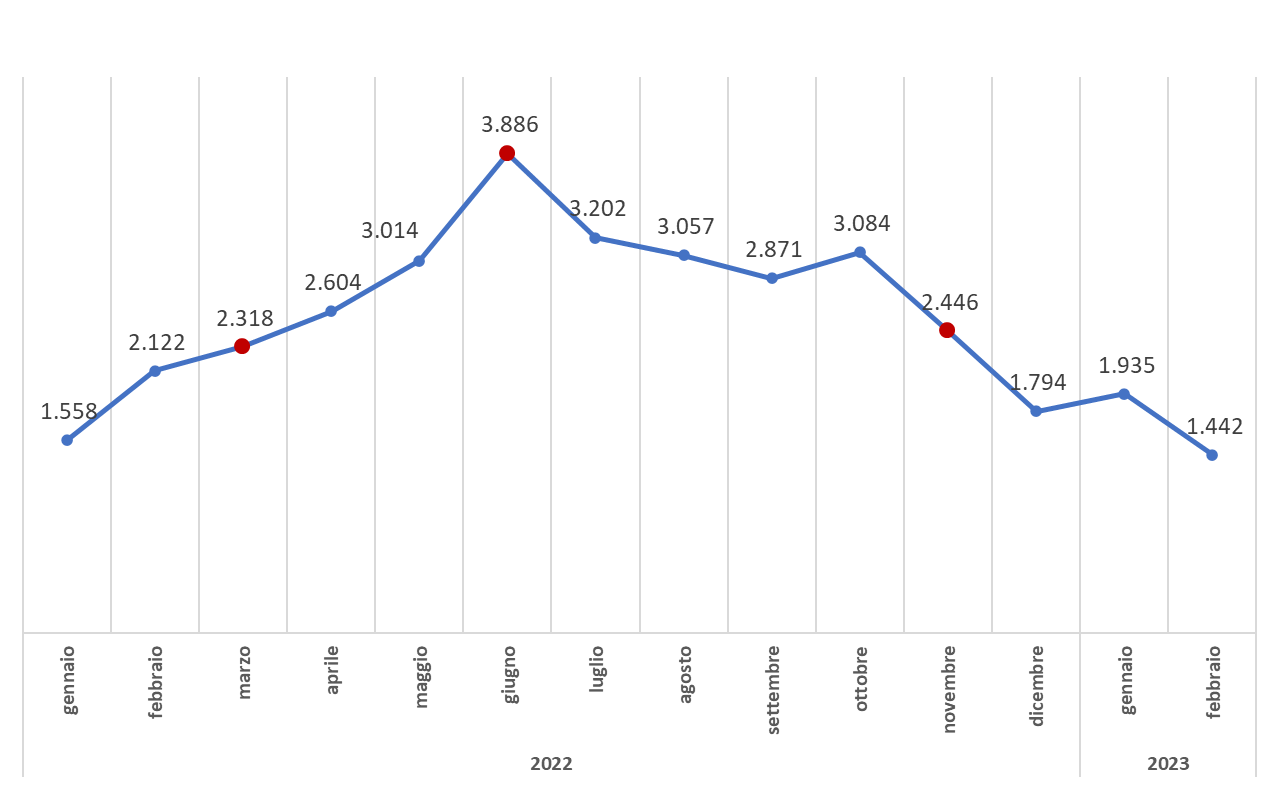 3.886
3.202
3.014
3.084
3.057
2.871
2.604
2.446
2.318
2.122
1.935
1.794
1.558
1.442
gennaio
febbraio
marzo
aprile
maggio
giugno
luglio
agosto
settembre
ottobre
novembre
dicembre
gennaio
febbraio
2022
2023